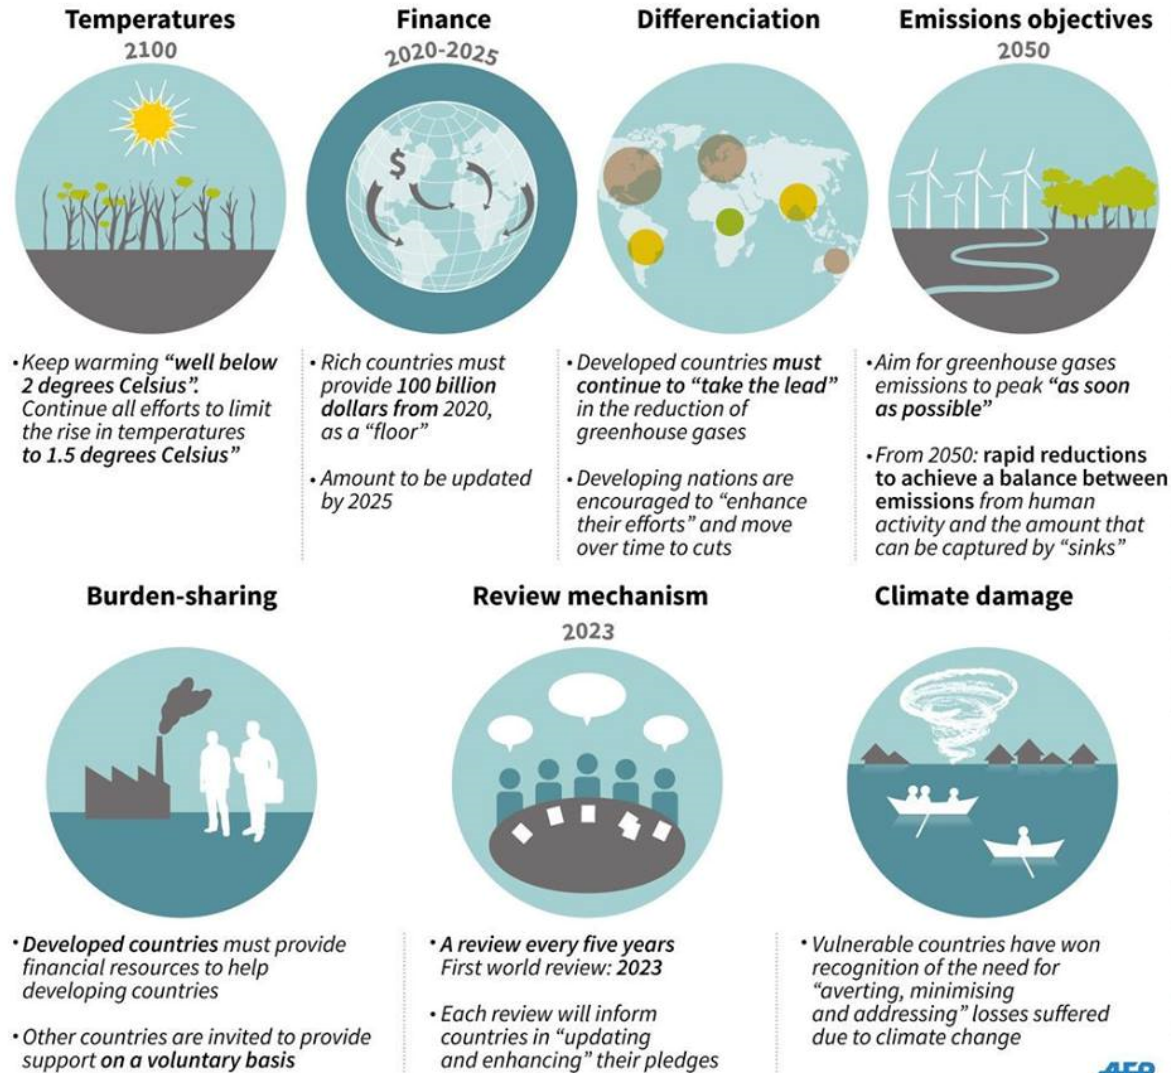 Temperatures
2100
• Keep warming “well below
2 degrees Celsius”.
Continue all efforts to limit
the rise in temperatures
to 1.5 degrees Celsius”
Finance
2020-2025
$
• Rich countries must
provide 100 billion
dollars from 2020,
as a “floor”
• Amount to be updated
by 2025
Differenciation
• Developed countries must
continue to “take the lead”
in the reduction of
greenhouse gases
• Developing nations are
encouraged to “enhance
their efforts” and move
over time to cuts
Emissions objectives
2050
• Aim for greenhouse gases
emissions to peak “as soon
as possible”
• From 2050: rapid reductions
to achieve a balance between
emissions from human
activity and the amount that
can be captured by “sinks”
Burden-sharing
• Developed countries must provide
financial resources to help
developing countries
• Other countries are invited to provide
support on a voluntary basis
Review mechanism
2023
• A review every five years
First world review: 2023
• Each review will inform
countries in “updating
and enhancing” their pledges
Climate damage
• Vulnerable countries have won
recognition of the need for
“averting, minimising
and addressing” losses suffered
due to climate change
AFP